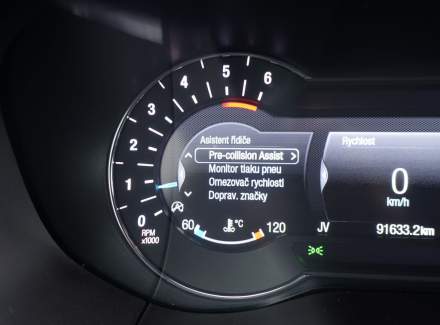 6
5
4
3
2
1
0
RPM
x1000
Asistent řidiče
Pre-collision Assist
Monitor tlaku pneu
Omezovač rychlosti
Doprav. značky
60 °C 120
Rychlost
0
km/h
JV 91633.2km